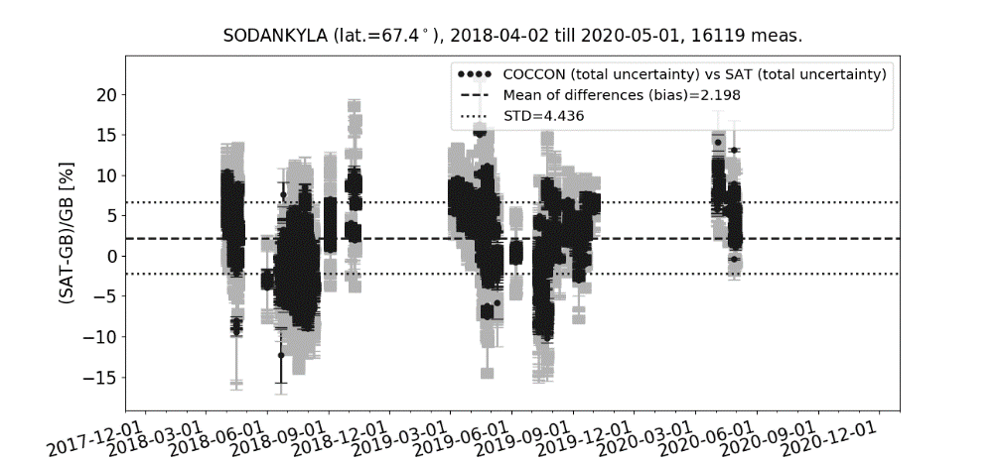 SODANKYLA (lat.=67.4°), 2018-04-02 till 2020-05-01, 16119 meas.
COCCON (total uncertainty) vs SAT (total uncertainty)
Mean of differences (bias)=2.198
STD=4.436
(SAT-GB)/GB [%]
20
15
10
5
0
−5
−10
−15
2017-12-01 2018-03-01 2018-06-01 2018-09-01 2018-12-01 2019-03-01 2019-06-01 2019-09-01 2019-12-01 2020-03-01 2020-06-01 2020-09-01 2020-12-01